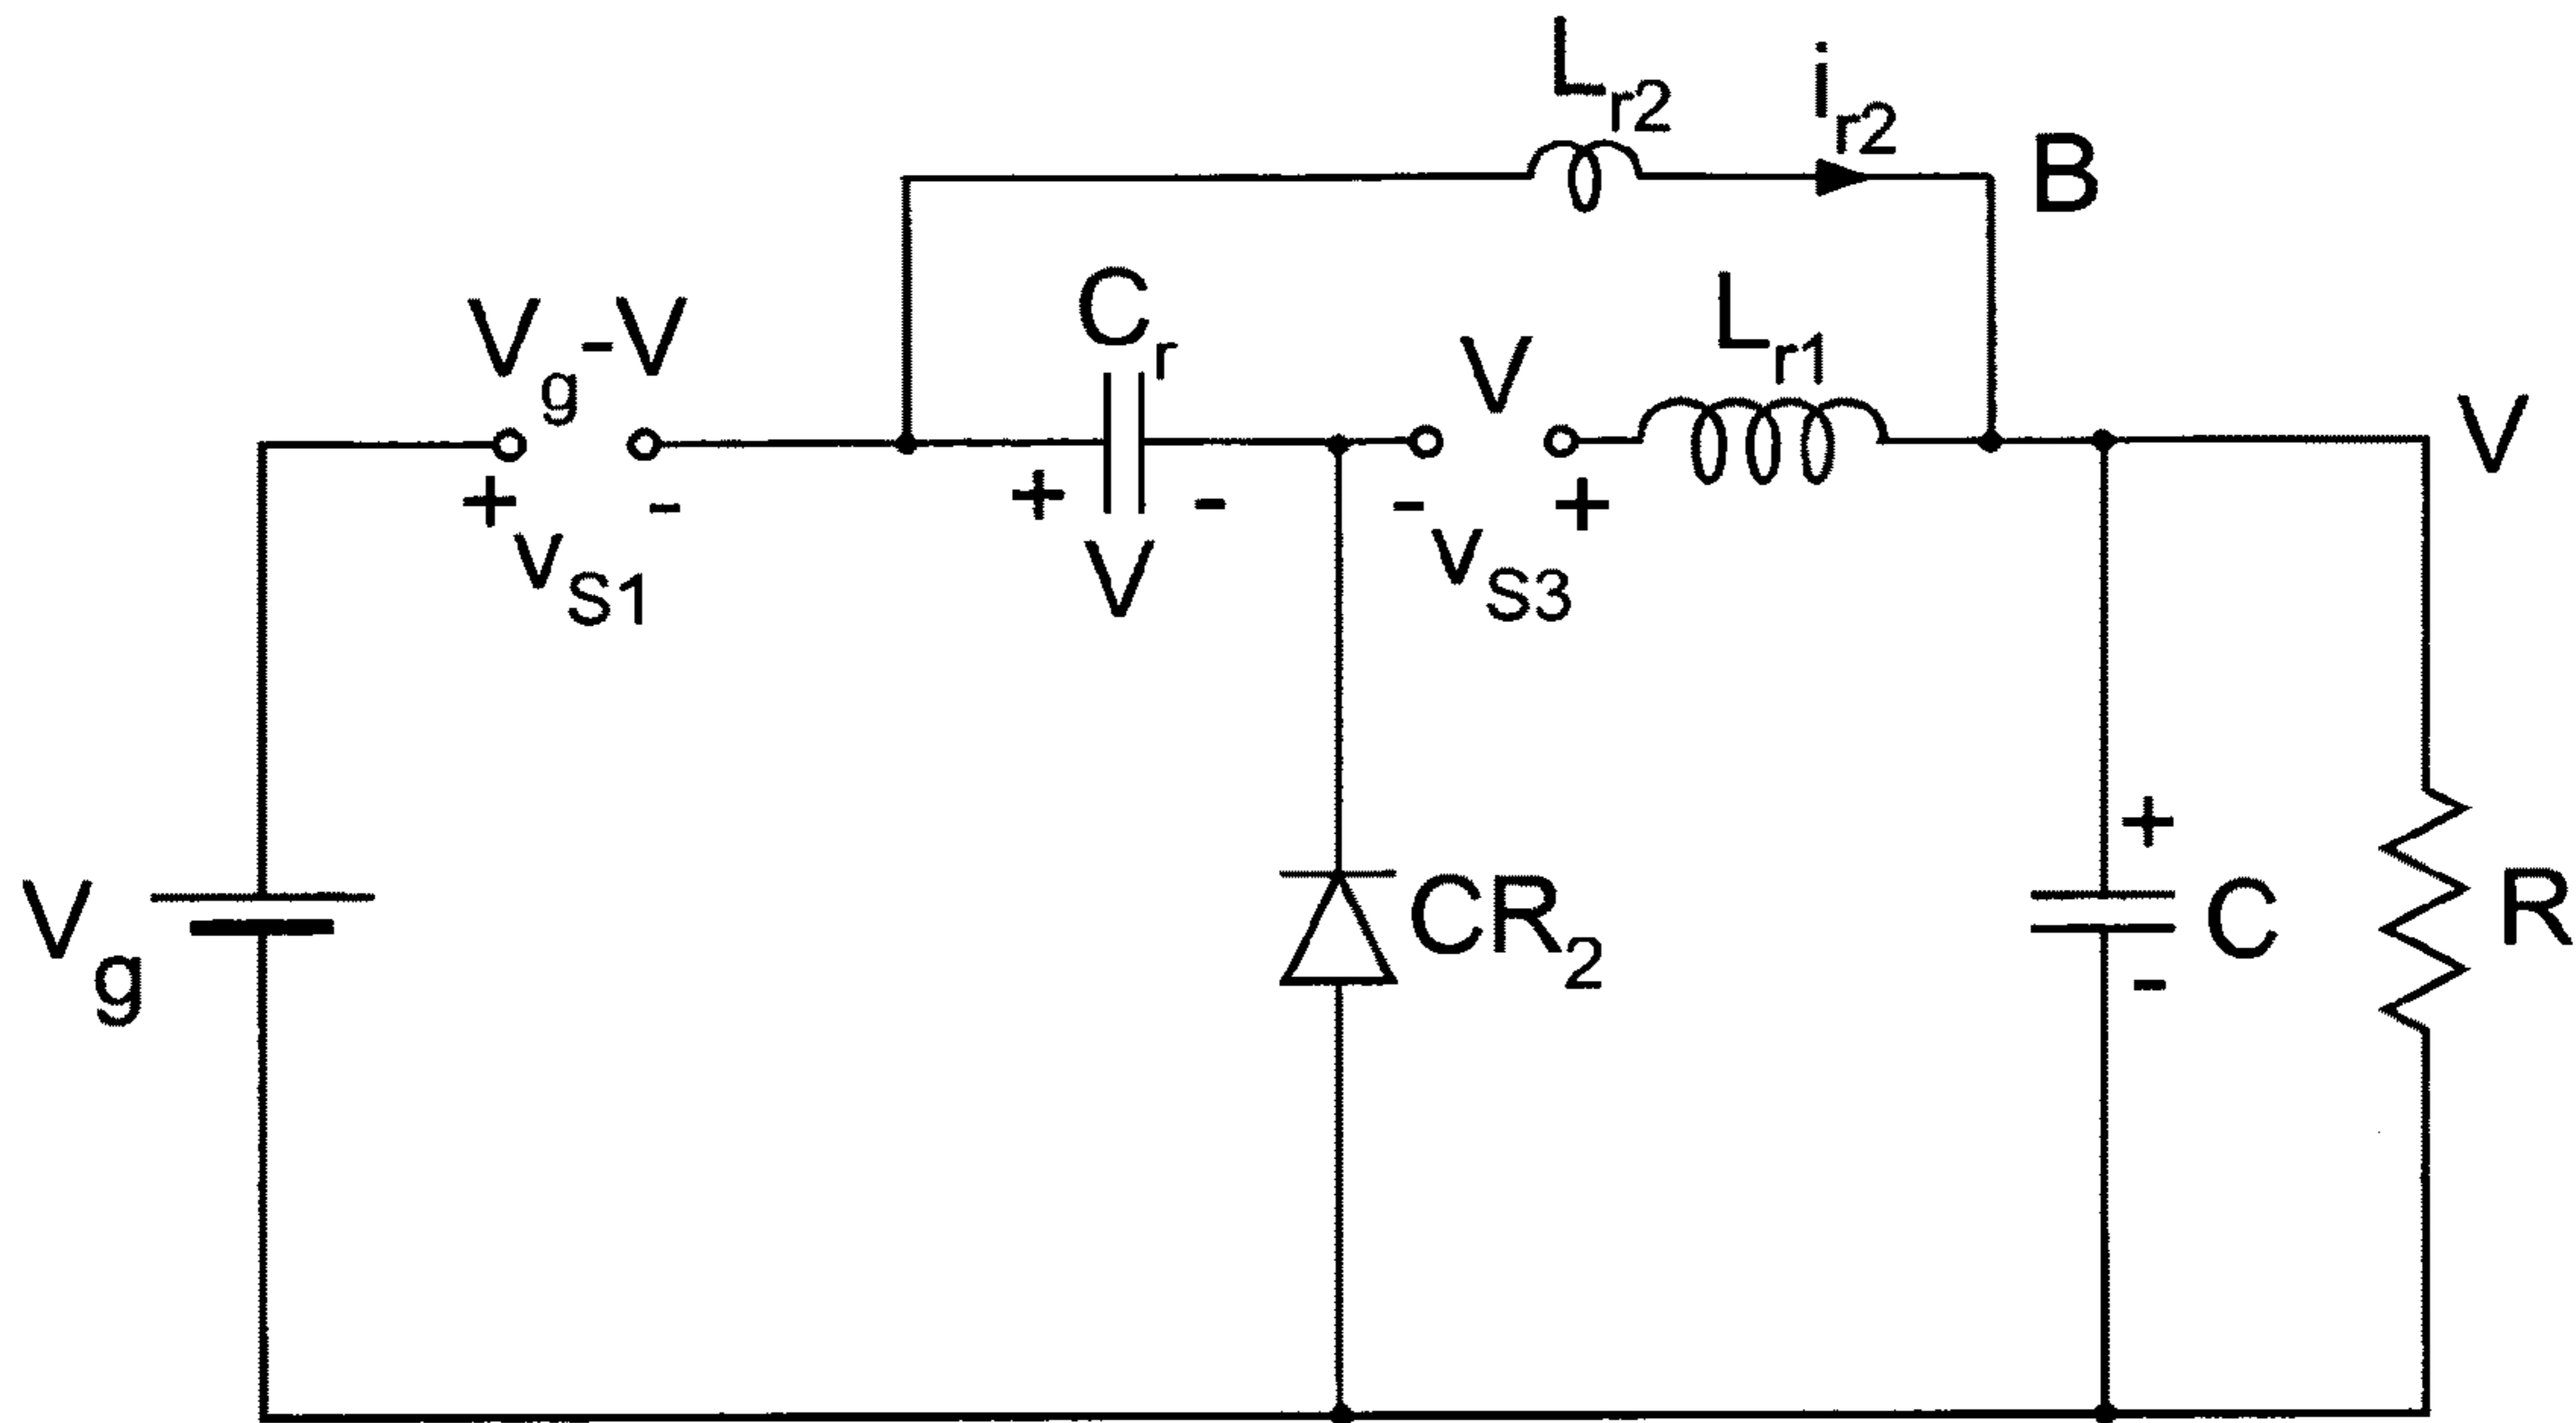 L_r2
i_r2
B
V_g-V
C_r
V
L_r1
V
+ - + - - +
v_S1
V
v_S3
V_g
CR_2
+
-
C
R